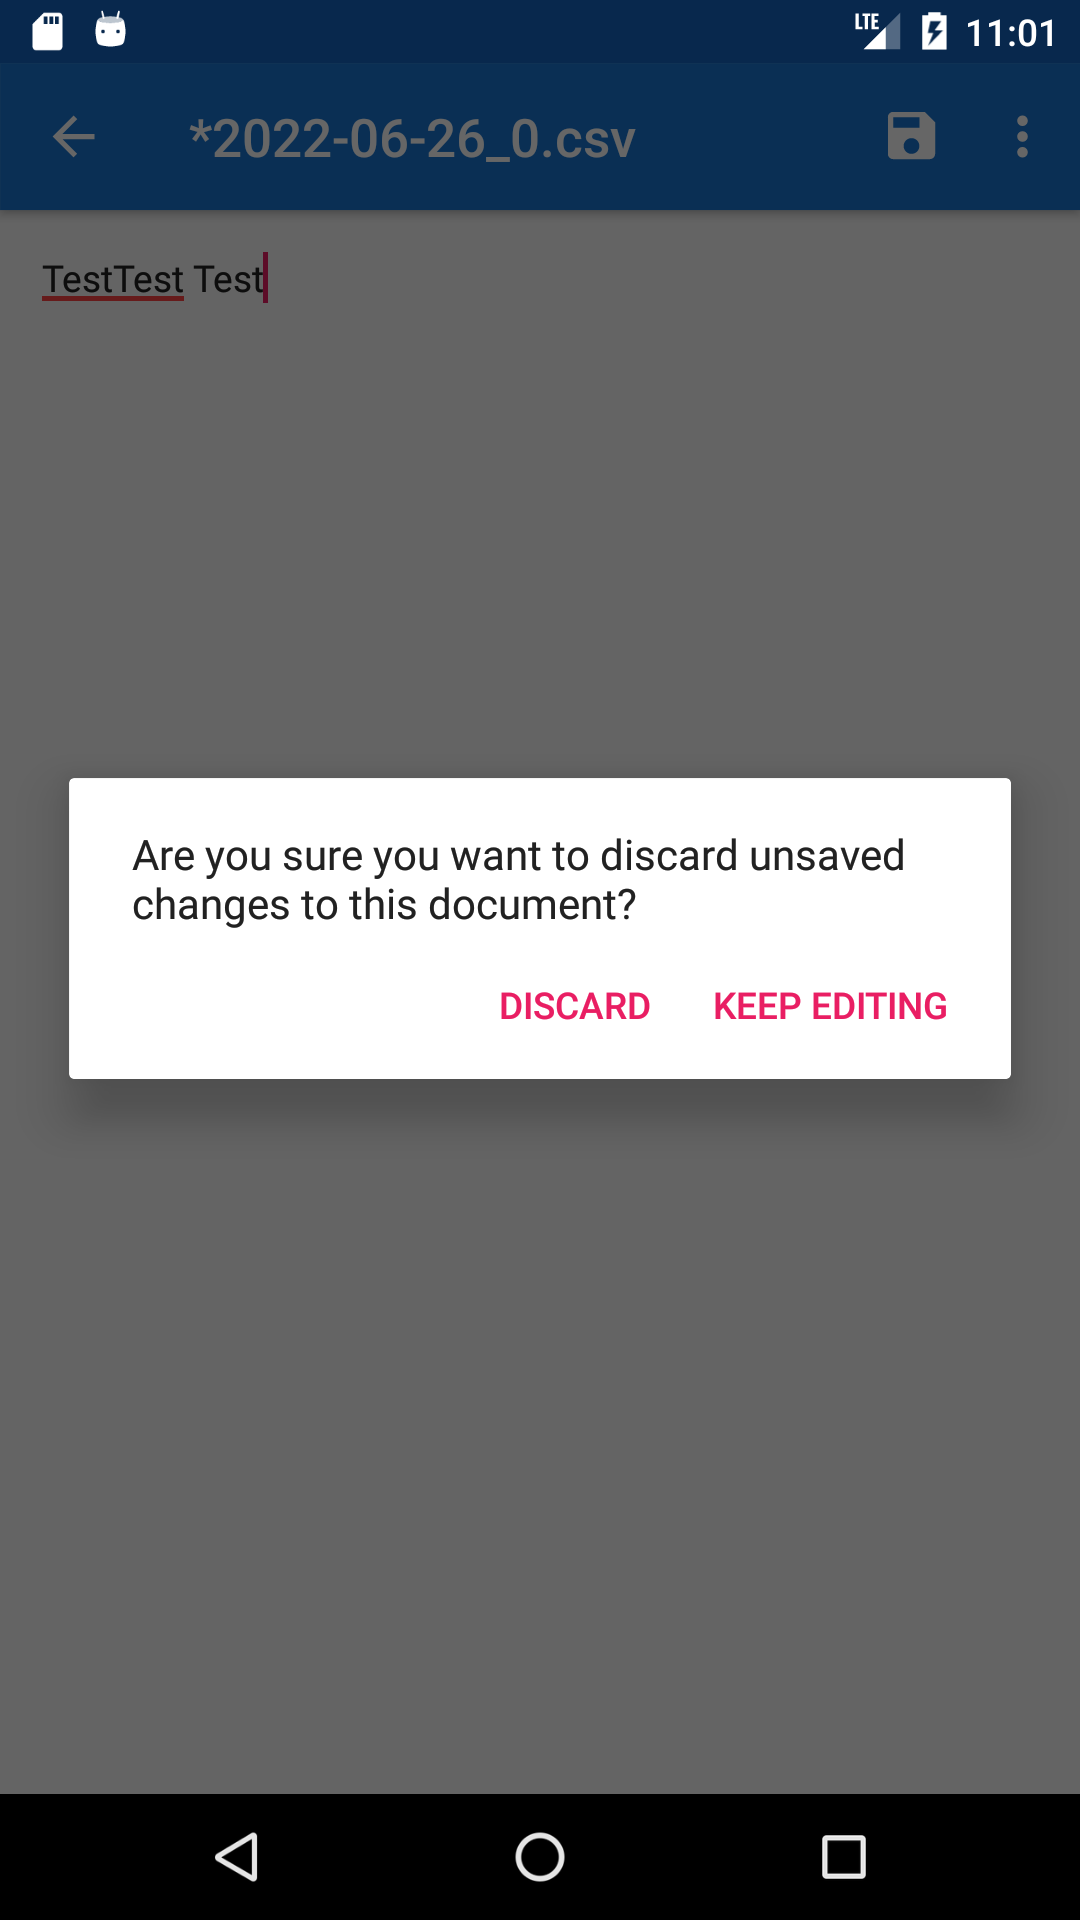 LTE 11:01
*2022-06-26_0.csv
TestTest Test
Are you sure you want to discard unsaved
changes to this document?
DISCARD KEEP EDITING